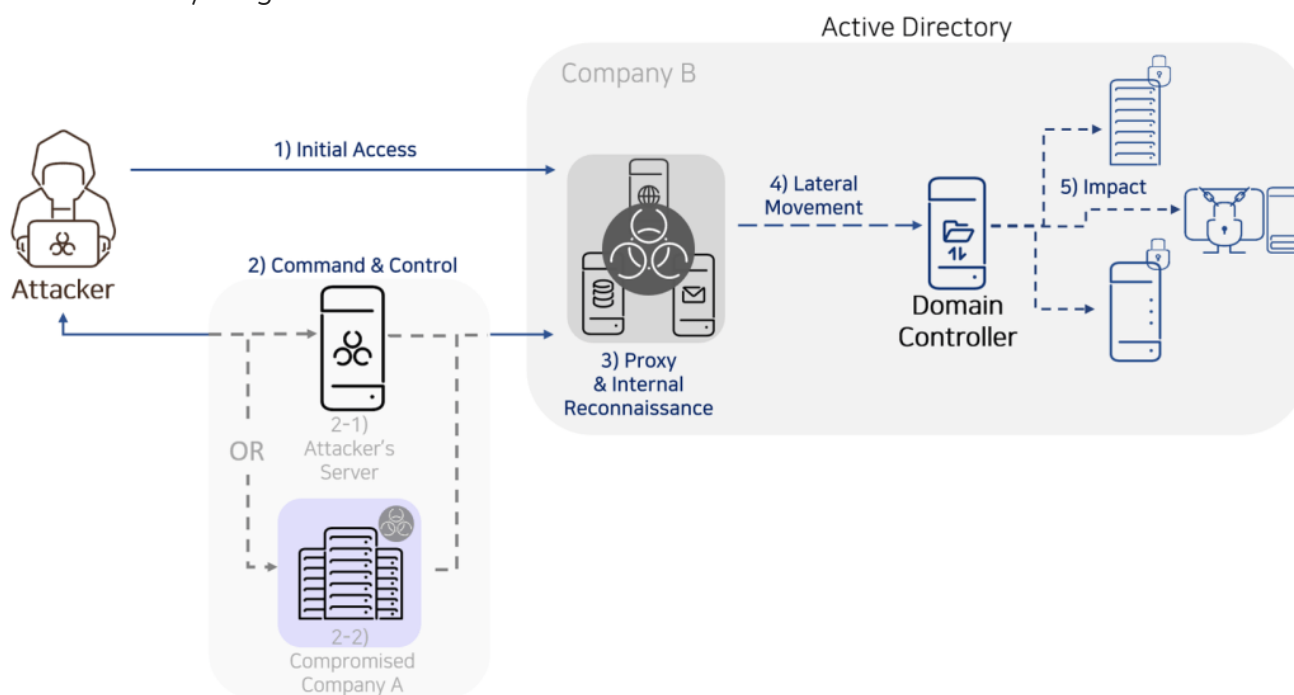 Active Directory
Company B
1) Initial Access
4) Lateral
Movement
5) Impact
Attacker
2) Command & Control
Domain
Controller
3) Proxy
& Internal
Reconnaissance
2-1)
Attacker's
Server
OR
2-2)
Compromised
Company A